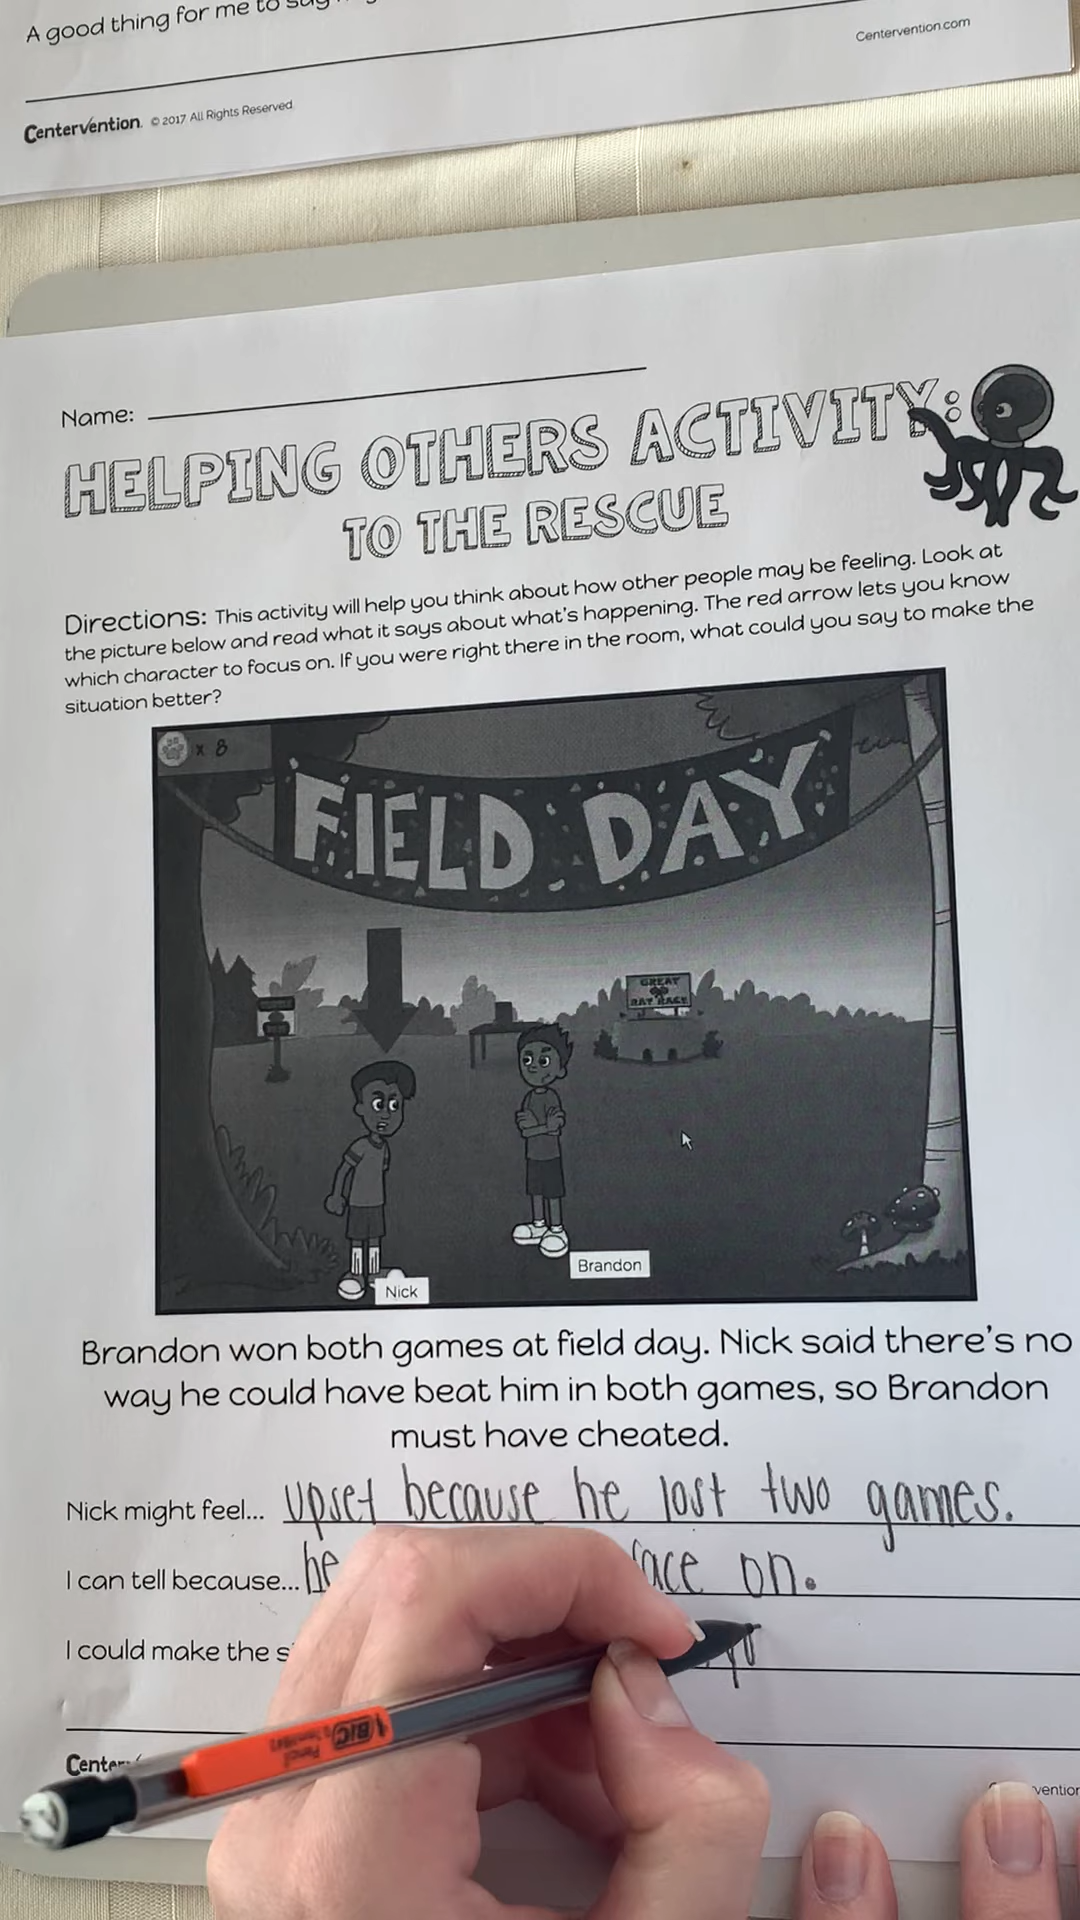 A good thing for me to say
Centervention.com
Centervention. © 2017 All Rights Reserved.
Name:
HELPING OTHERS ACTIVITY:
TO THE RESCUE
Directions: This activity will help you think about how other people may be feeling. Look at
the picture below and read what it says about what's happening. The red arrow lets you know
which character to focus on. If you were right there in the room, what could you say to make the
situation better?
x 8
FIELD DAY
GREAT
RAT RACE
Brandon
Nick
Brandon won both games at field day. Nick said there's no
way he could have beat him in both games, so Brandon
must have cheated.
Nick might feel... upset because he lost two games.
I can tell because... he face on.
I could make the
BIC
Pencil